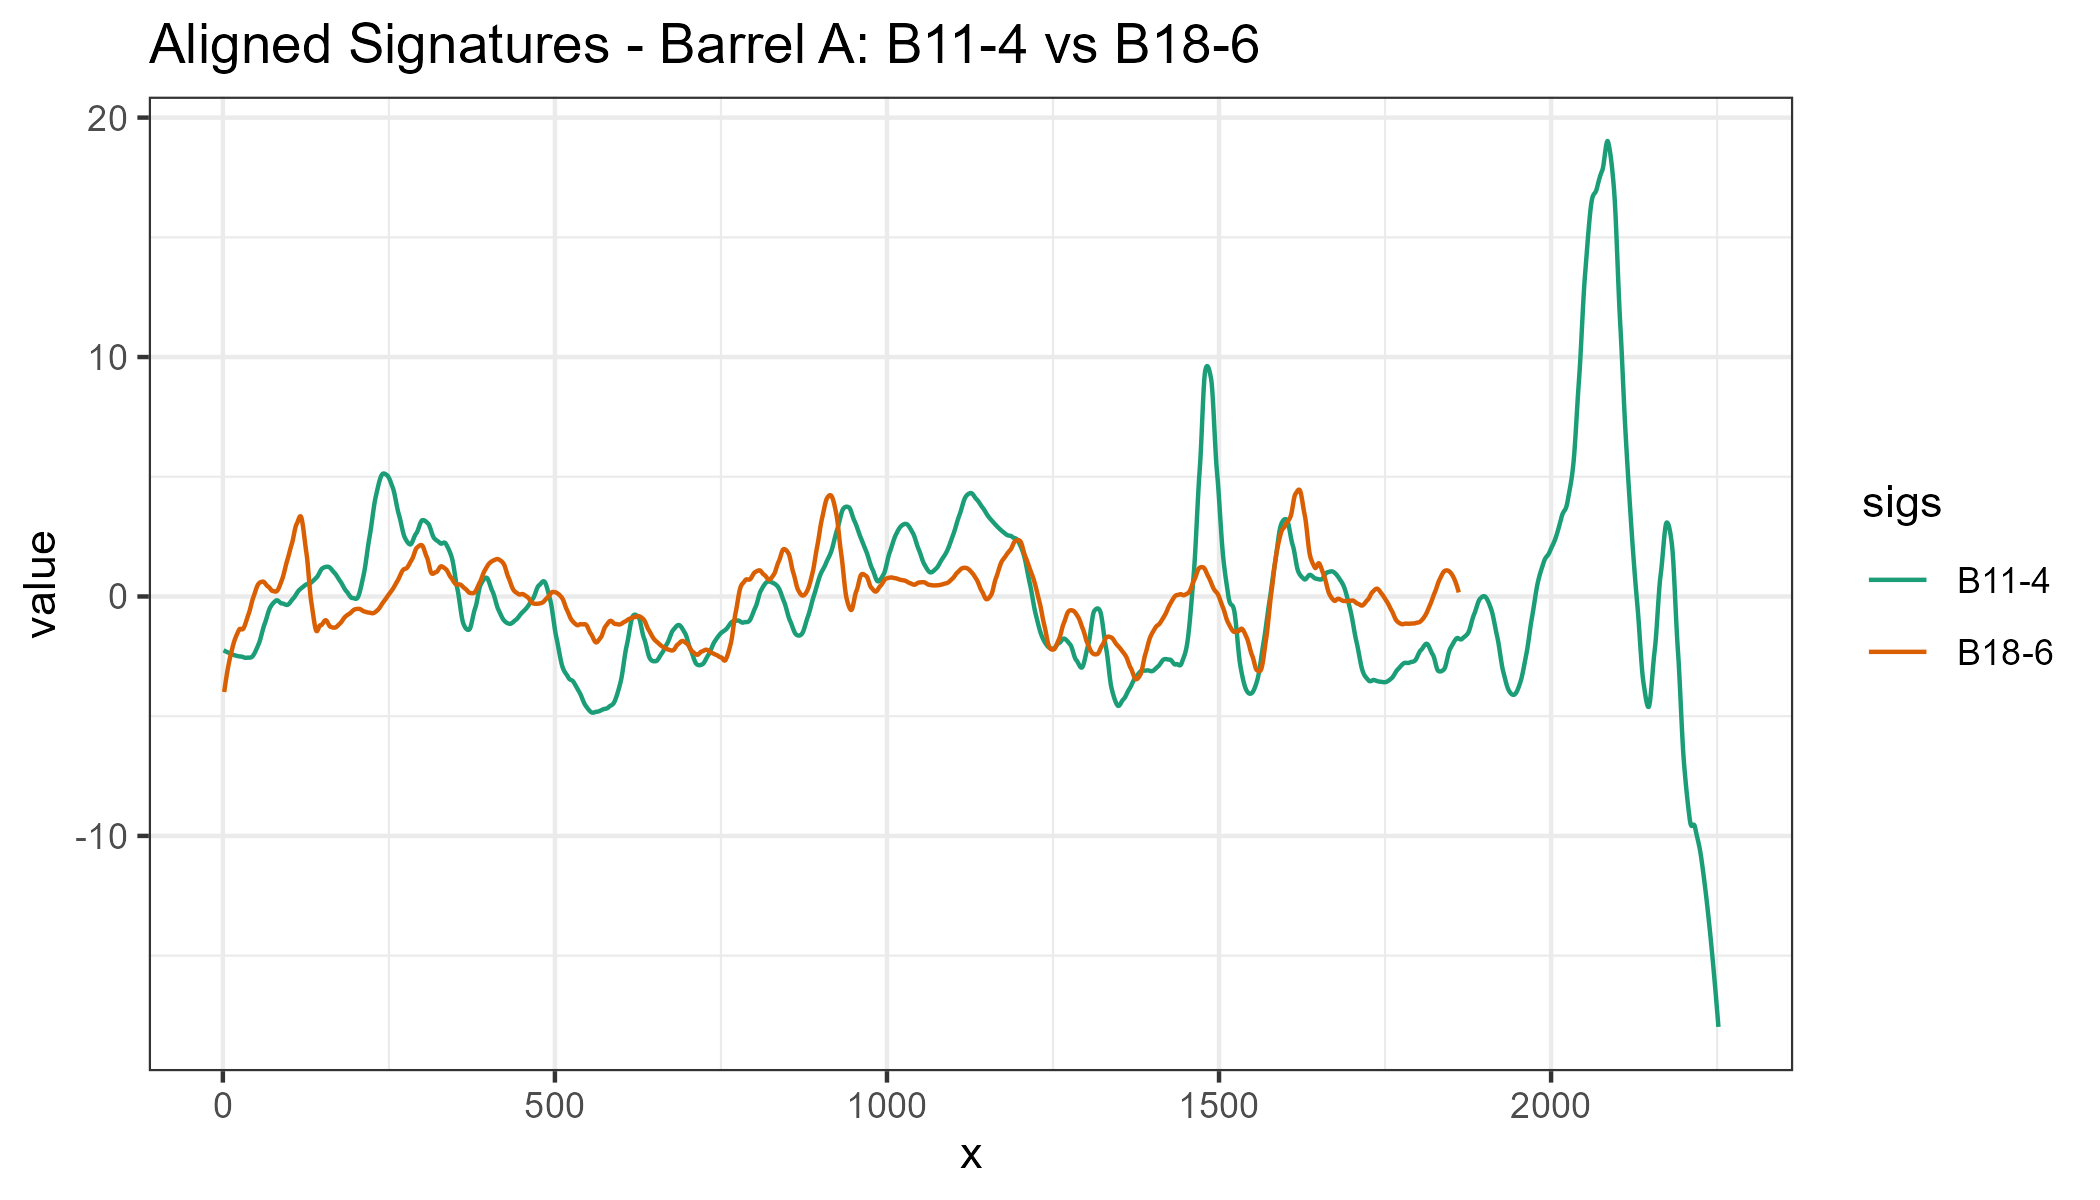 Aligned Signatures - Barrel A: B11-4 vs B18-6
20
10
0
-10
value
0 500 1000 1500 2000
x
sigs
B11-4
B18-6